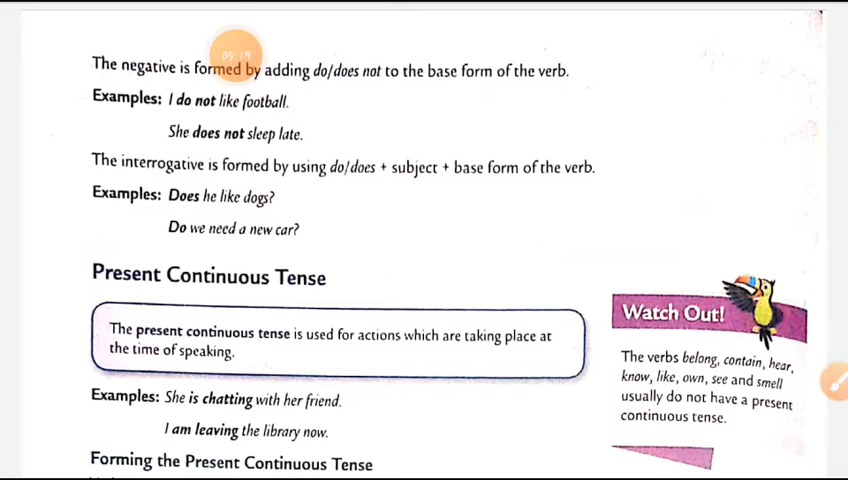 05:19
The negative is formed by adding do/does not to the base form of the verb.
Examples: I do not like football.
She does not sleep late.
The interrogative is formed by using do/does + subject + base form of the verb.
Examples: Does he like dogs?
Do we need a new car?
Present Continuous Tense
The present continuous tense is used for actions which are taking place at
the time of speaking.
Examples: She is chatting with her friend.
I am leaving the library now.
Forming the Present Continuous Tense
Watch Out!
The verbs belong, contain, hear,
know, like, own, see and smell
usually do not have a present
continuous tense.